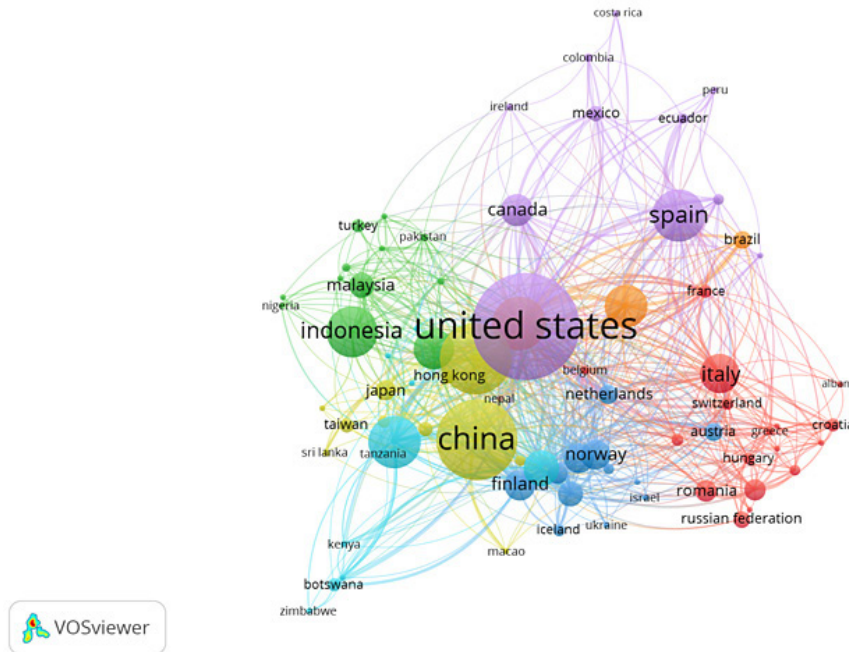 costa rica
colombia
peru
ireland
mexico
ecuador
canada
spain
turkey
pakistan
brazil
malaysia
france
nigeria
indonesia
united states
hong kong
belgium
italy
alban
japan
nepal
netherlands
switzerland
taiwan
china
austria
greece
croatia
sri lanka
tanzania
norway
hungary
finland
romania
israel
iceland
ukraine
russian federation
kenya
macao
botswana
zimbabwe
VOSviewer